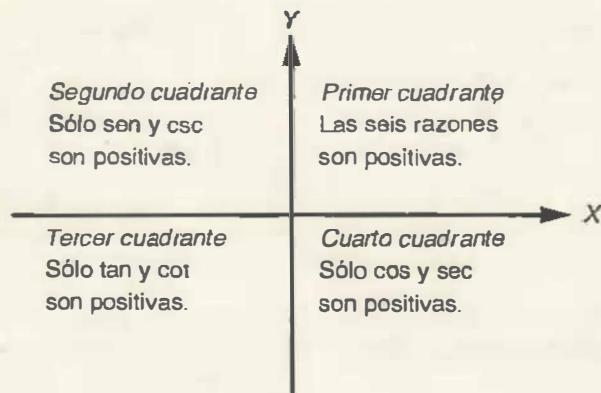 Y
Segundo cuadrante
Sólo sen y csc
son positivas.
Primer cuadrante
Las seis razones
son positivas.
X
Tercer cuadrante
Sólo tan y cot
son positivas.
Cuarto cuadrante
Sólo cos y sec
son positivas.